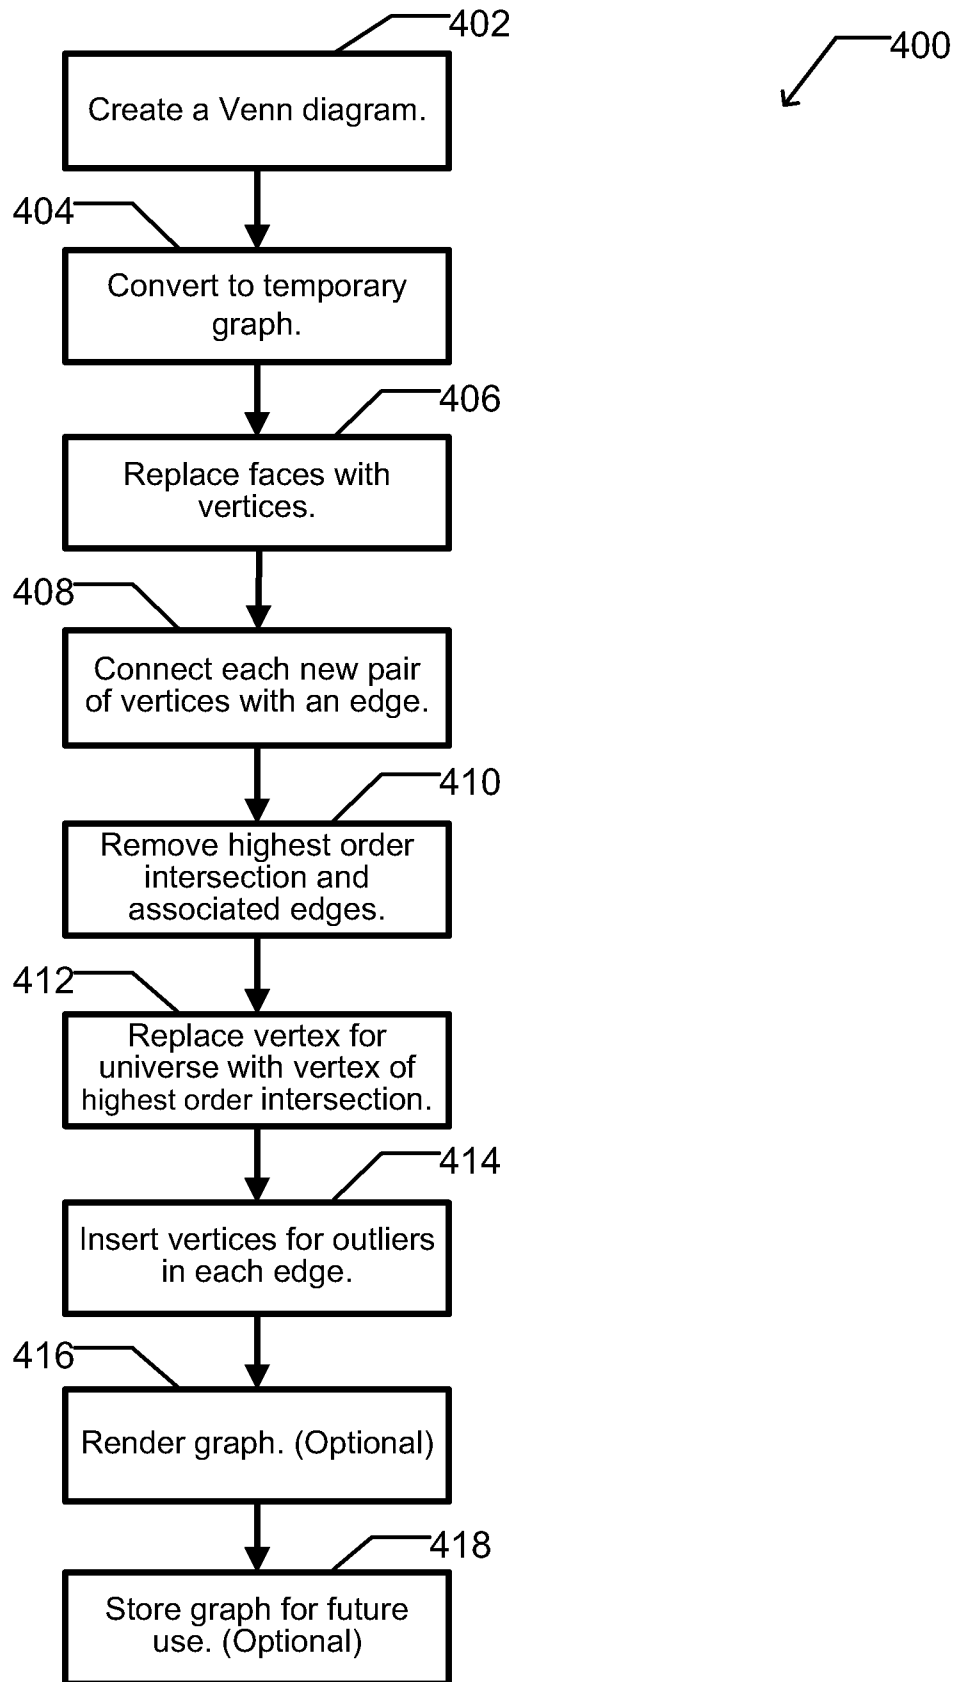 402
400
Create a Venn diagram.
404
Convert to temporary
graph.
406
Replace faces with
vertices.
408
Connect each new pair
of vertices with an edge.
410
Remove highest order
intersection and
associated edges.
412
Replace vertex for
universe with vertex of
highest order intersection.
414
Insert vertices for outliers
in each edge.
416
Render graph. (Optional)
418
Store graph for future
use. (Optional)